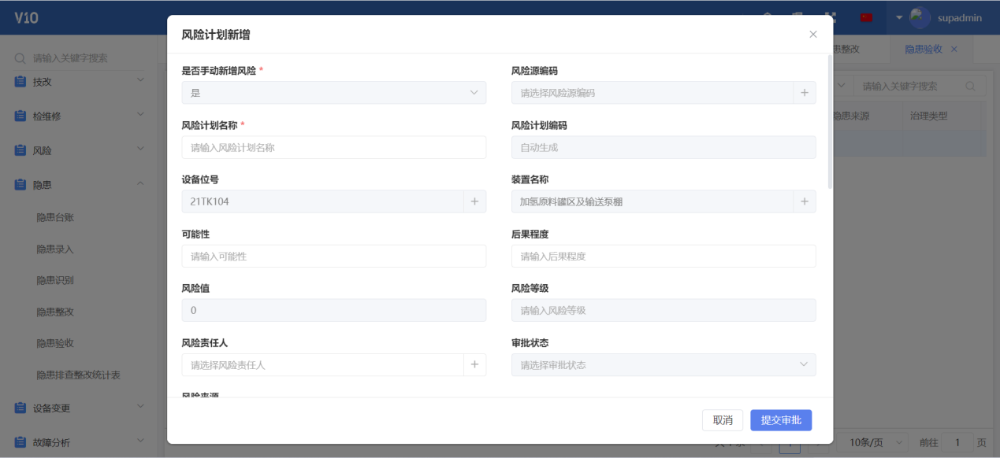 V10
supadmin
请输入关键字搜索
技改
检维修
风险
隐患
隐患台账
隐患录入
隐患识别
隐患整改
隐患验收
隐患排查整改统计表
设备变更
故障分析
风险计划新增
是否手动新增风险 *
是
风险源编码
请选择风险源编码
风险计划名称 *
请输入风险计划名称
风险计划编码
自动生成
设备位号
21TK104
装置名称
加氢原料罐区及输送泵棚
可能性
请输入可能性
后果程度
请输入后果程度
风险值
0
风险等级
请输入风险等级
风险责任人
请选择风险责任人
审批状态
请选择审批状态
风险来源
取消
提交审批
患整改
隐患验收
请输入关键字搜索
隐患来源
治理类型
10条/页
前往 1 页